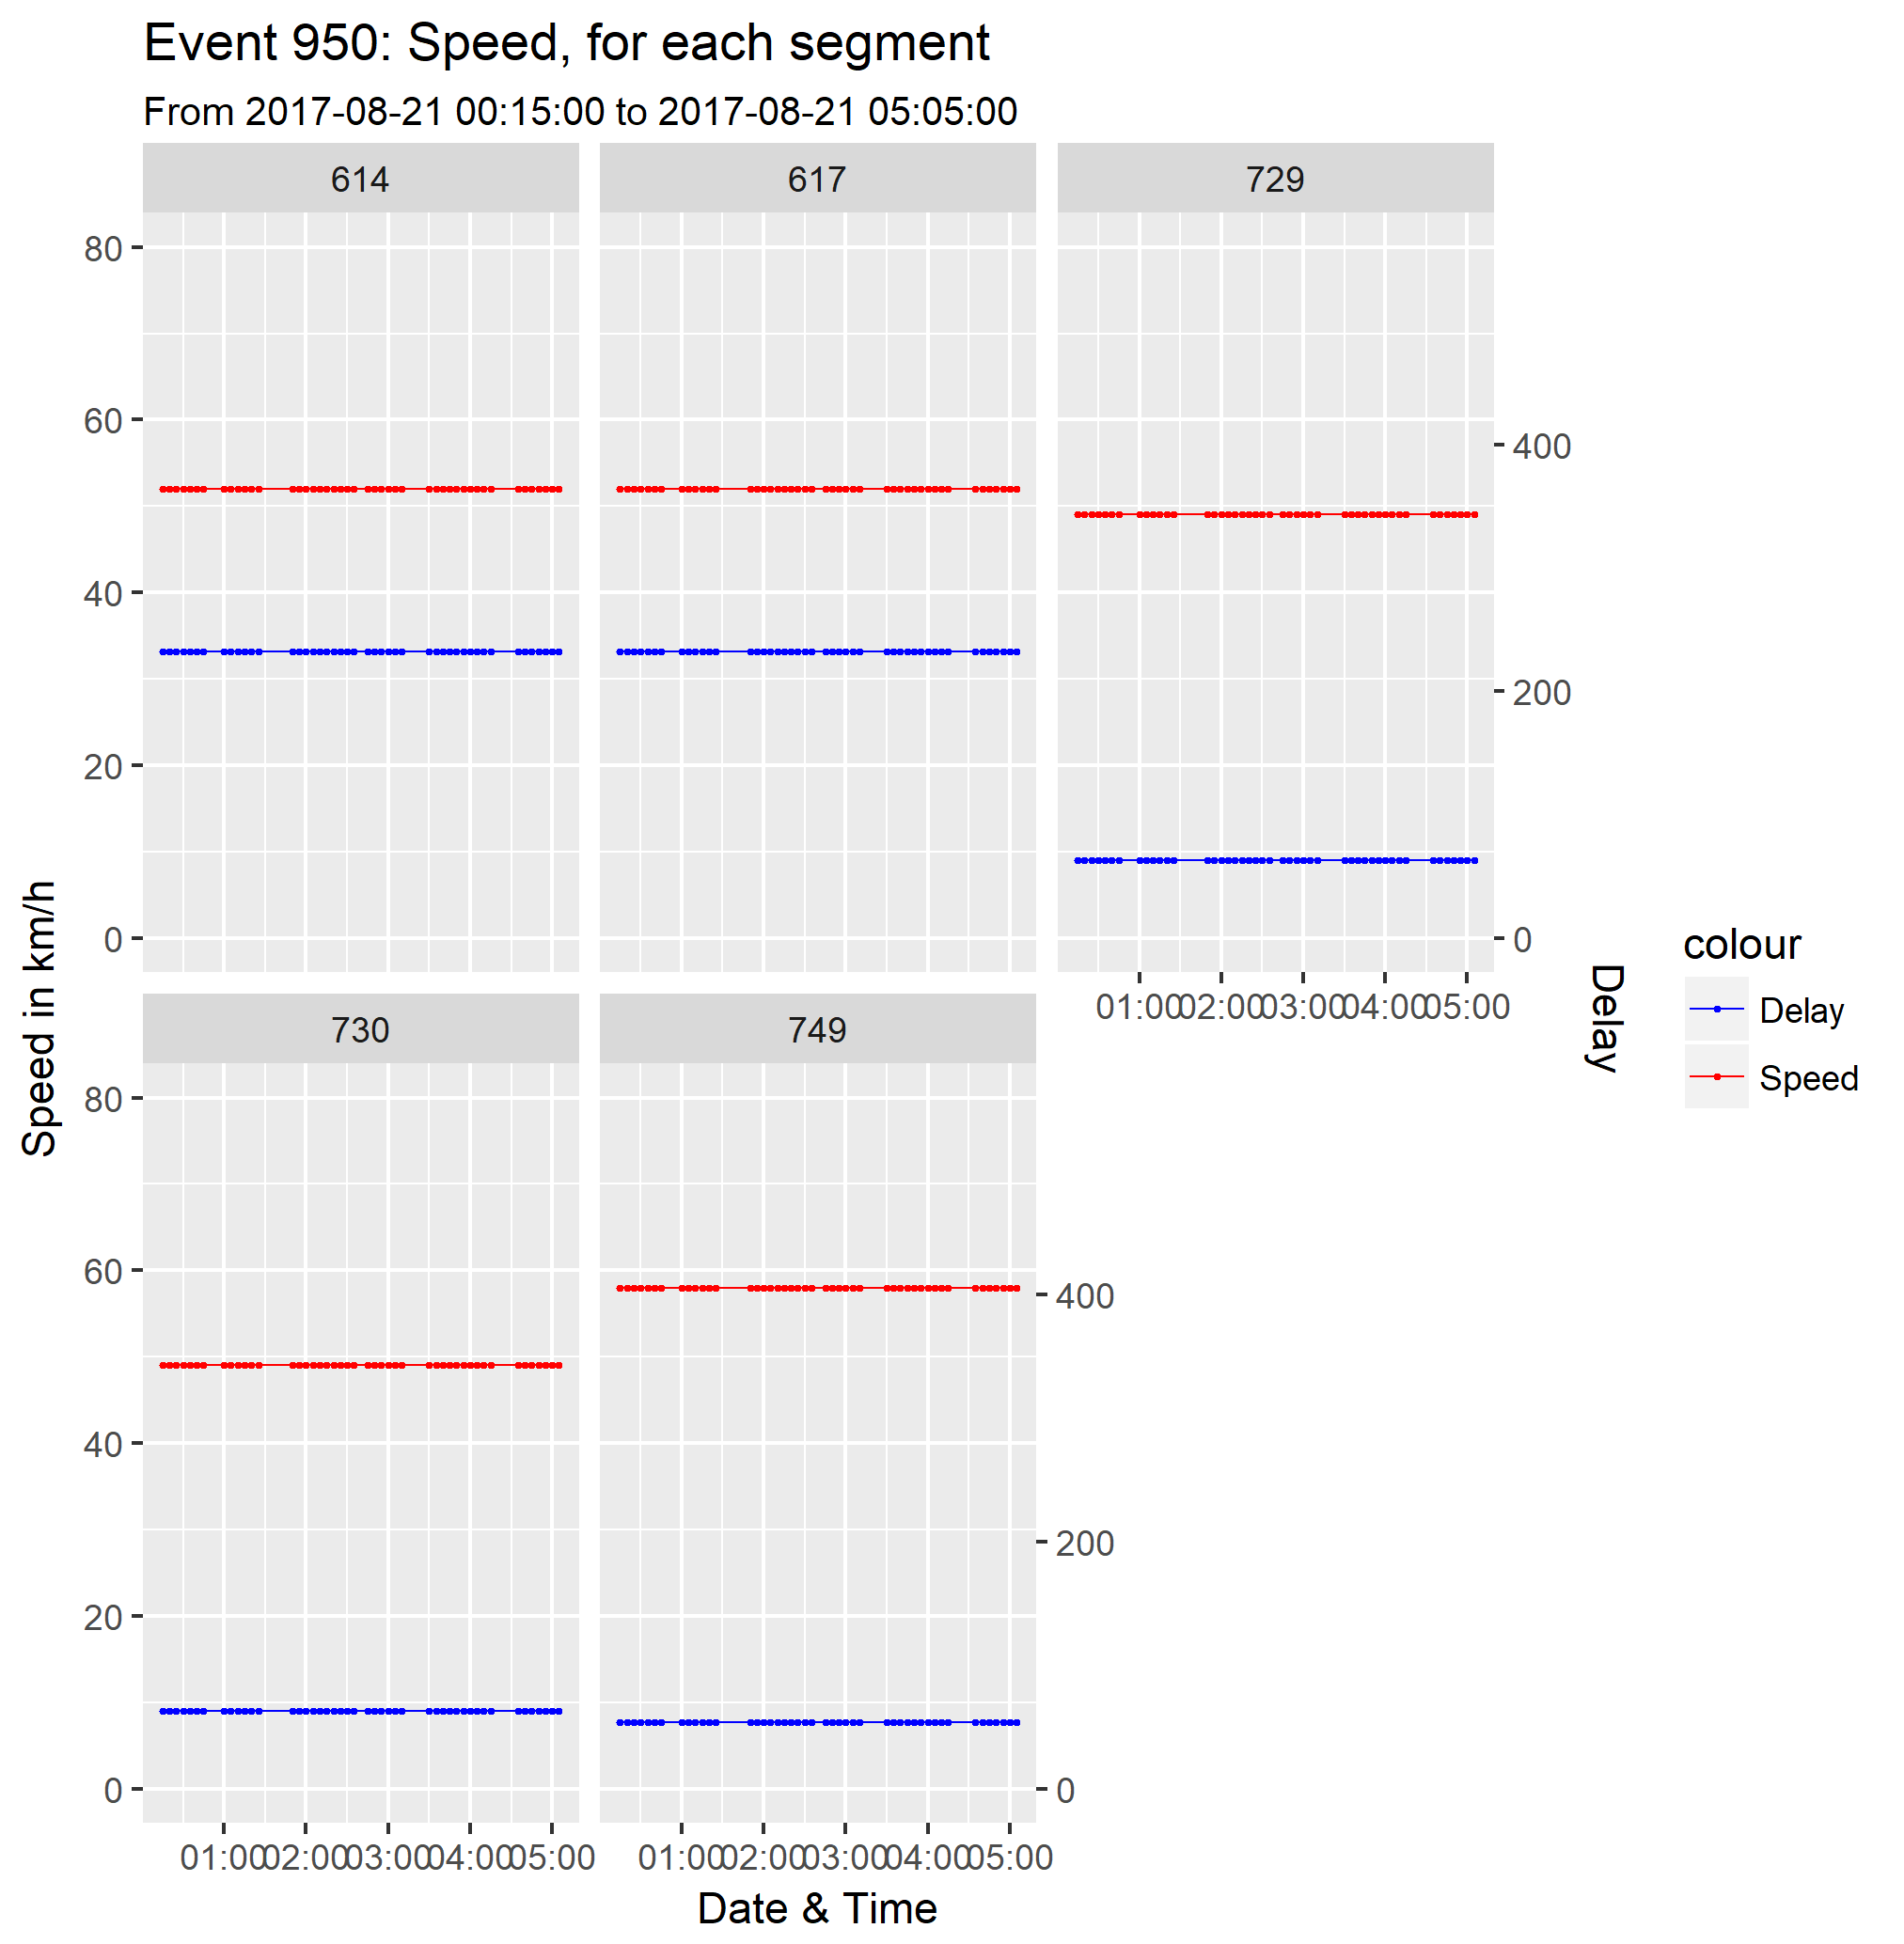 Event 950: Speed, for each segment
From 2017-08-21 00:15:00 to 2017-08-21 05:05:00
614
617
729
80
60
40
20
0
400
200
0
01:00 02:00 03:00 04:00 05:00
Speed in km/h
Delay
colour
Delay
Speed
730
749
80
60
40
20
0
400
200
0
01:00 02:00 03:00 04:00 05:00
01:00 02:00 03:00 04:00 05:00
Date & Time